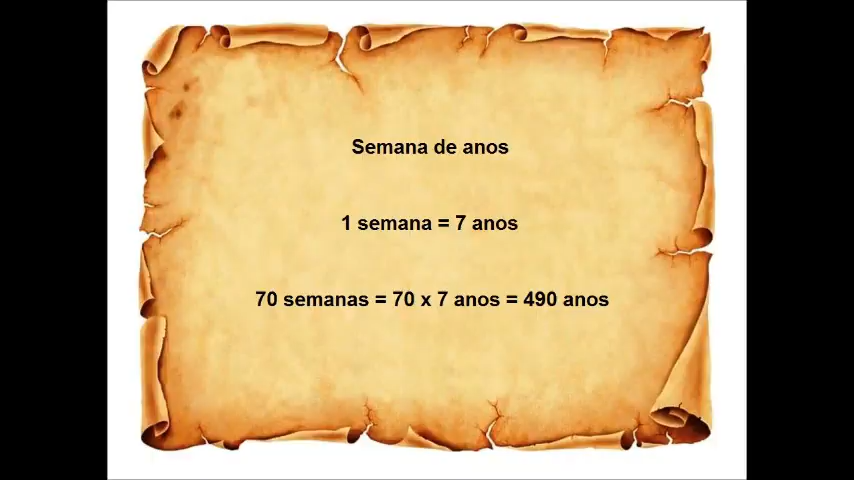 Semana de anos
1 semana = 7 anos
70 semanas = 70 x 7 anos = 490 anos